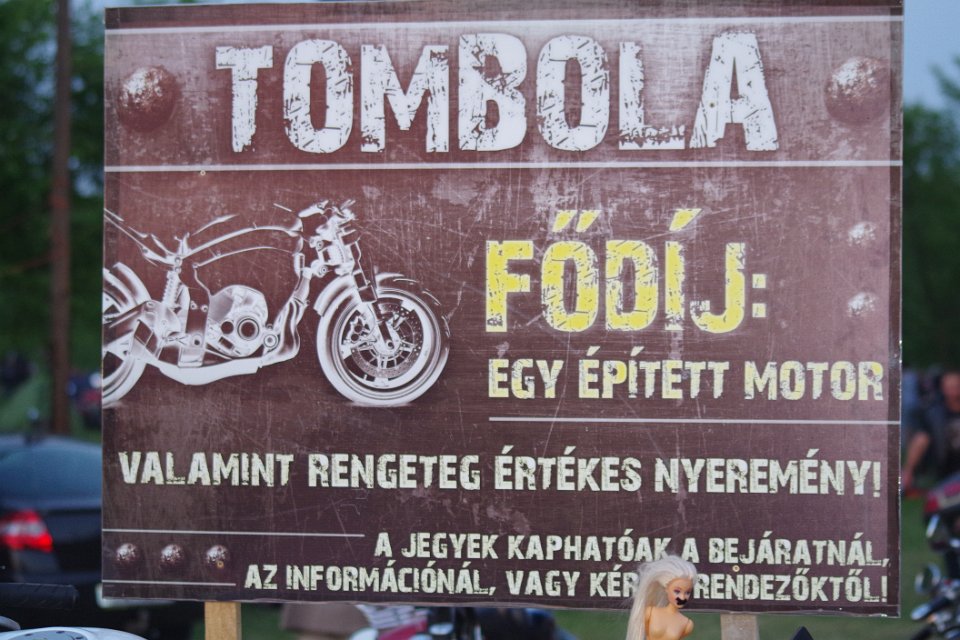 TOMBOLA
FŐDÍJ:
EGY ÉPÍTETT MOTOR
VALAMINT RENGETEG ÉRTÉKES NYEREMÉNY!
A JEGYEK KAPHATÓAK A BEJÁRATNÁL,
AZ INFORMÁCIÓNÁL, VAGY RENDEZŐKTŐL!